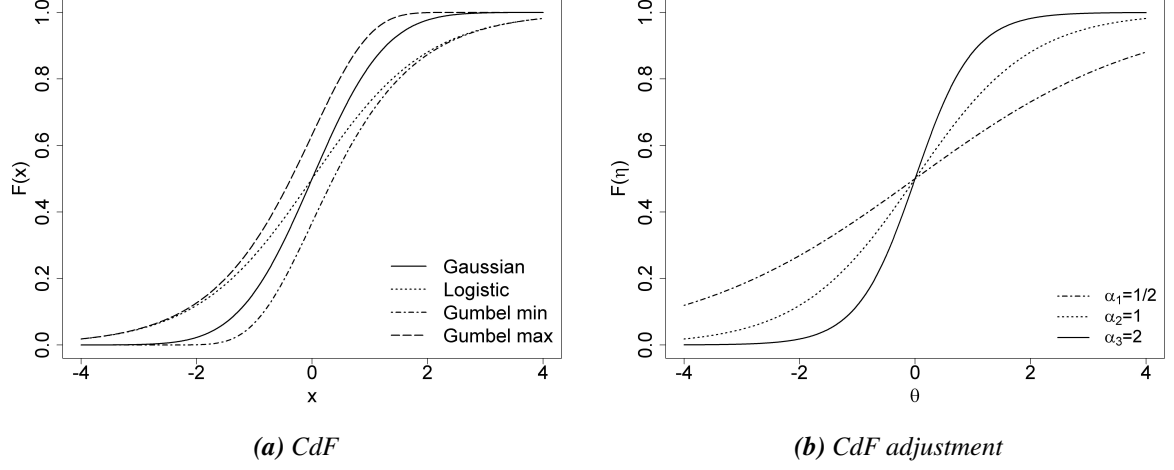 1.0
0.8
0.6
0.4
0.2
0.0
F(x)
-4 -2 0 2 4
x
Gaussian
Logistic
Gumbel min
Gumbel max
(a) CdF
1.0
0.8
0.6
0.4
0.2
0.0
F(η)
-4 -2 0 2 4
θ
α₁=1/2
α₂=1
α₃=2
(b) CdF adjustment